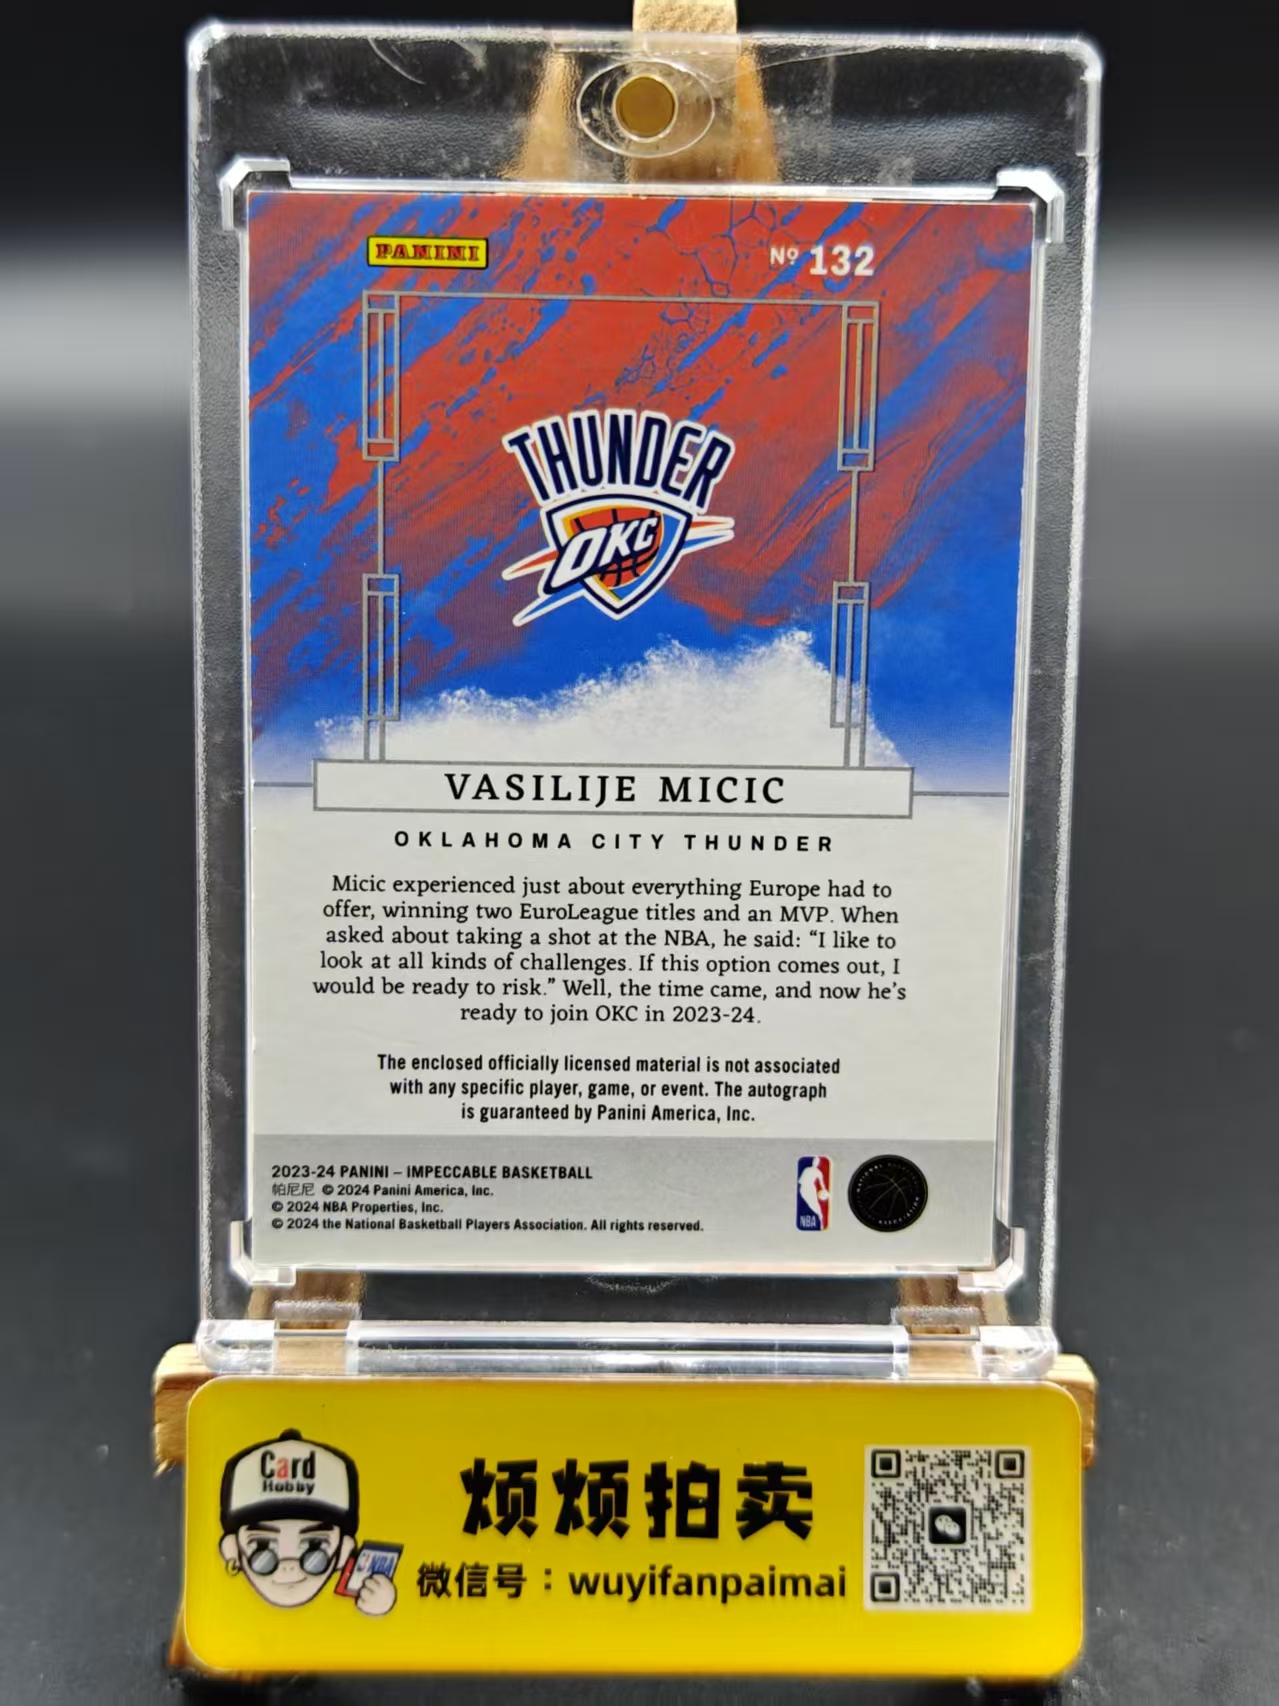 PANINI
Nº 132
THUNDER
OKC
VASILIJE MICIC
OKLAHOMA CITY THUNDER
Micic experienced just about everything Europe had to
offer, winning two EuroLeague titles and an MVP. When
asked about taking a shot at the NBA, he said: “I like to
look at all kinds of challenges. If this option comes out, I
would be ready to risk.” Well, the time came, and now he’s
ready to join OKC in 2023-24.
The enclosed officially licensed material is not associated
with any specific player, game, or event. The autograph
is guaranteed by Panini America, Inc.
2023-24 PANINI – IMPECCABLE BASKETBALL
帕尼尼 © 2024 Panini America, Inc.
© 2024 NBA Properties, Inc.
© 2024 the National Basketball Players Association. All rights reserved.
NBA
Card
Hobby
NBA
烦烦拍卖
微信号：wuyifanpaimai